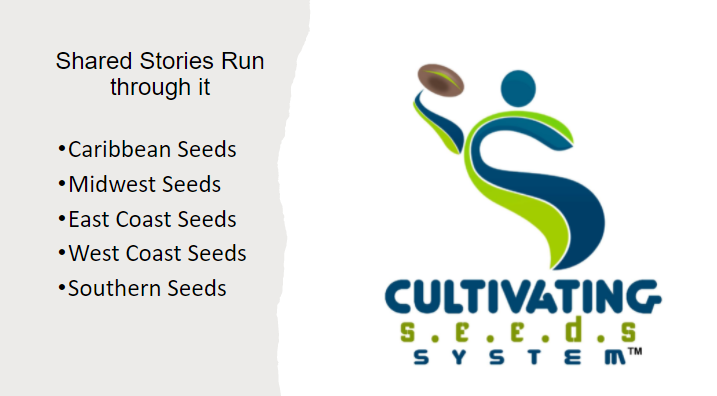 Shared Stories Run
through it
•Caribbean Seeds
•Midwest Seeds
•East Coast Seeds
•West Coast Seeds
•Southern Seeds
CULTIVATING
s.e.e.d.s
SYSTEM™